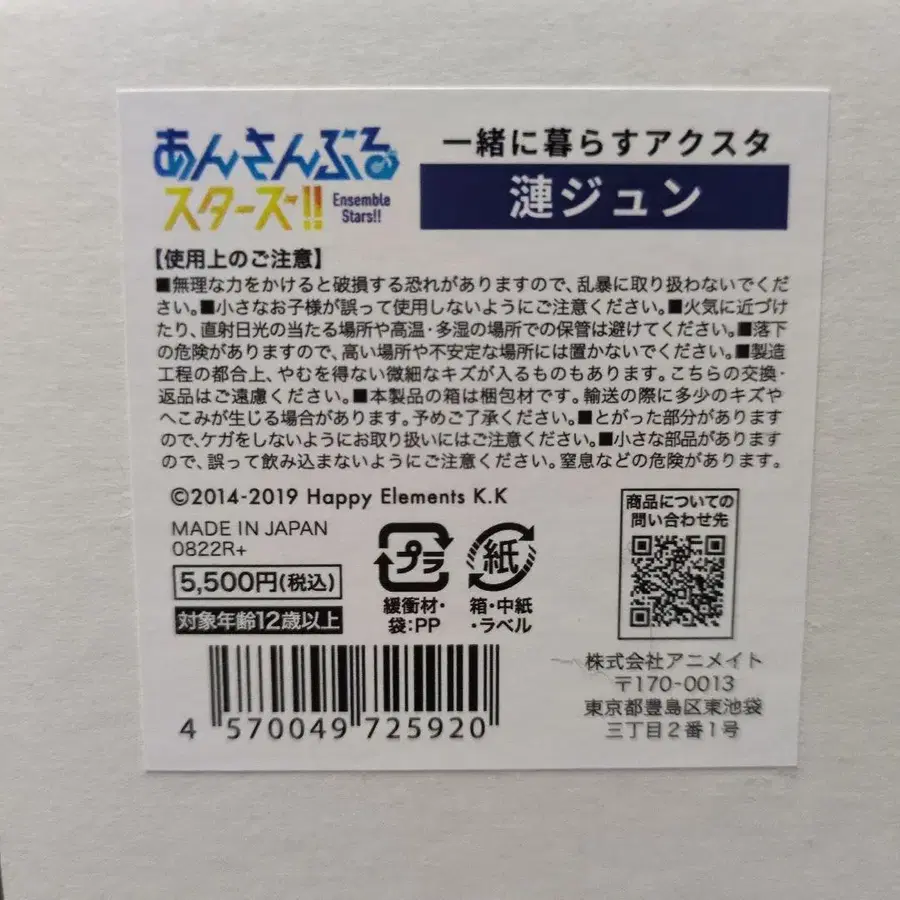 あんさんぶる
スターズ!!
Ensemble
Stars!!
一緒に暮らすアクスタ
漣ジュン
【使用上のご注意】
■無理な力をかけると破損する恐れがありますので、乱暴に取り扱わないでくだ
さい。■小さなお子様が誤って使用しないようにご注意ください。■火気に近づけ
たり、直射日光の当たる場所や高温・多湿の場所での保管は避けてください。■落下
の危険がありますので、高い場所や不安定な場所には置かないでください。■製造
工程の都合上、やむを得ない微細なキズが入るものもあります。こちらの交換・
返品はご遠慮ください。■本製品の箱は梱包材です。輸送の際に多少のキズや
へこみが生じる場合があります。予めご了承ください。■とがった部分があります
ので、ケガをしないようにお取り扱いにはご注意ください。■小さな部品があります
ので、誤って飲み込まないようにご注意ください。窒息などの危険があります。
©2014-2019 Happy Elements K.K
MADE IN JAPAN
0822R+
5,500円(税込)
対象年齢12歳以上
プラ
緩衝材・
袋:PP
紙
箱・中紙
・ラベル
商品についての
問い合わせ先
株式会社アニメイト
〒170-0013
東京都豊島区東池袋
三丁目2番1号
4 570049 725920